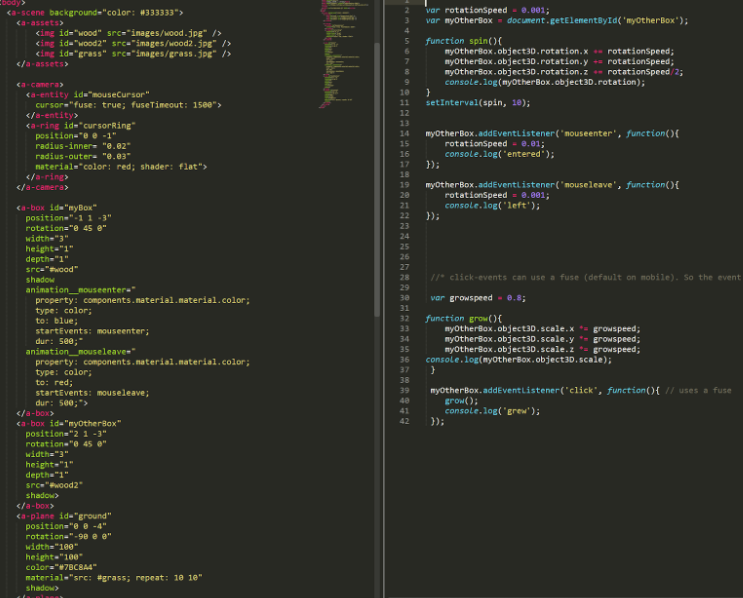 body>
<a-scene background="color: #333333">
<a-assets>
<img id="wood" src="images/wood.jpg" />
<img id="wood2" src="images/wood2.jpg" />
<img id="grass" src="images/grass.jpg" />
</a-assets>
<a-camera>
<a-entity id="mouseCursor"
cursor="fuse: true; fuseTimeout: 1500">
</a-entity>
<a-ring id="cursorRing"
position="0 0 -1"
radius-inner= "0.02"
radius-outer= "0.03"
material="color: red; shader: flat">
</a-ring>
</a-camera>
<a-box id="myBox"
position="-1 1 -3"
rotation="0 45 0"
width="3"
height="1"
depth="1"
src="#wood"
shadow
animation__mouseenter="
property: components.material.material.color;
type: color;
to: blue;
startEvents: mouseenter;
dur: 500;"
animation__mouseleave="
property: components.material.material.color;
type: color;
to: red;
startEvents: mouseleave;
dur: 500;">
</a-box>
<a-box id="myOtherBox"
position="2 1 -3"
rotation="0 45 0"
width="3"
height="1"
depth="1"
src="#wood2"
shadow>
</a-box>
<a-plane id="ground"
position="0 0 -4"
rotation="-90 0 0"
width="100"
height="100"
color="#7BC8A4"
material="src: #grass; repeat: 10 10"
shadow>
2 var rotationSpeed = 0.001;
3 var myOtherBox = document.getElementById('myOtherBox');
4
5 function spin(){
6 myOtherBox.object3D.rotation.x += rotationSpeed;
7 myOtherBox.object3D.rotation.y += rotationSpeed;
8 myOtherBox.object3D.rotation.z += rotationSpeed/2;
9 console.log(myOtherBox.object3D.rotation);
10 }
11 setInterval(spin, 10);
12
13
14 myOtherBox.addEventListener('mouseenter', function(){
15 rotationSpeed = 0.01;
16 console.log('entered');
17 });
18
19 myOtherBox.addEventListener('mouseleave', function(){
20 rotationSpeed = 0.001;
21 console.log('left');
22 });
23
24
25
26
27
28 //* click-events can use a fuse (default on mobile). So the event
29
30 var growspeed = 0.8;
31
32 function grow(){
33 myOtherBox.object3D.scale.x *= growspeed;
34 myOtherBox.object3D.scale.y *= growspeed;
35 myOtherBox.object3D.scale.z *= growspeed;
36 console.log(myOtherBox.object3D.scale);
37 }
38
39 myOtherBox.addEventListener('click', function(){ // uses a fuse
40 grow();
41 console.log('grew');
42 });